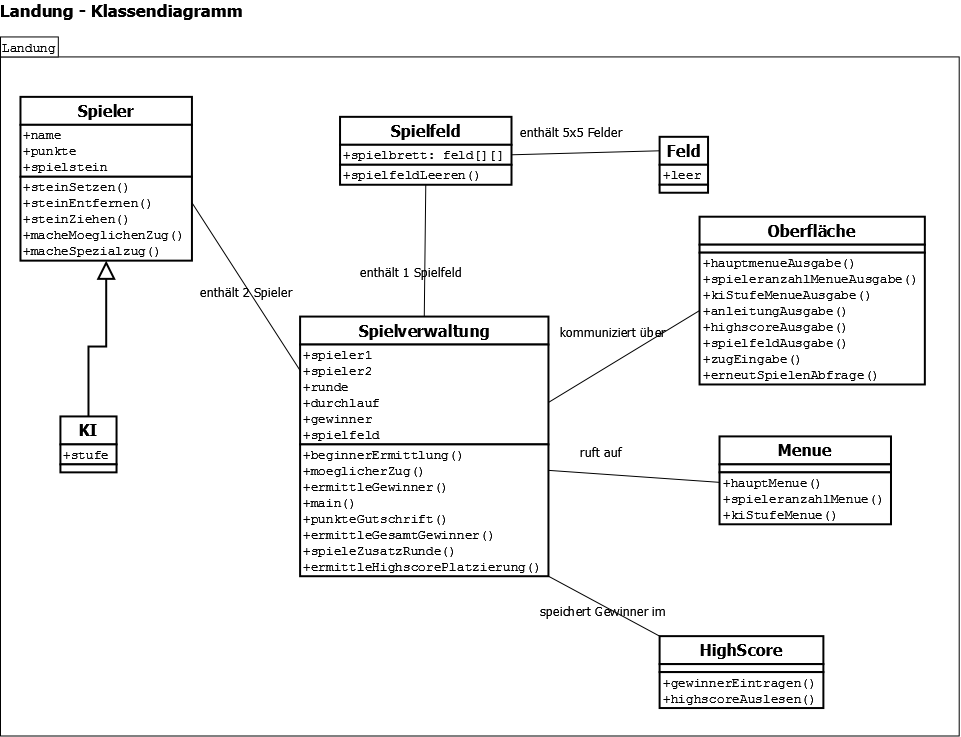 Landung - Klassendiagramm
Landung
Spieler
+name
+punkte
+spielstein
+steinSetzen()
+steinEntfernen()
+steinZiehen()
+macheMoeglichenZug()
+macheSpezialzug()
Spielfeld
+spielbrett: feld[][]
+spielfeldLeeren()
enthält 5x5 Felder
Feld
+leer
Oberfläche
+hauptmenueAusgabe()
+spieleranzahlMenueAusgabe()
+kiStufeMenueAusgabe()
+anleitungAusgabe()
+highscoreAusgabe()
+spielfeldAusgabe()
+zugEingabe()
+erneutSpielenAbfrage()
enthält 1 Spielfeld
enthält 2 Spieler
Spielverwaltung
+spieler1
+spieler2
+runde
+durchlauf
+gewinner
+spielfeld
+beginnerErmittlung()
+moeglicherZug()
+ermittleGewinner()
+main()
+punkteGutschrift()
+ermittleGesamtGewinner()
+spieleZusatzRunde()
+ermittleHighscorePlatzierung()
kommuniziert über
KI
+stufe
ruft auf
Menue
+hauptMenue()
+spieleranzahlMenue()
+kiStufeMenue()
speichert Gewinner im
HighScore
+gewinnerEintragen()
+highscoreAuslesen()